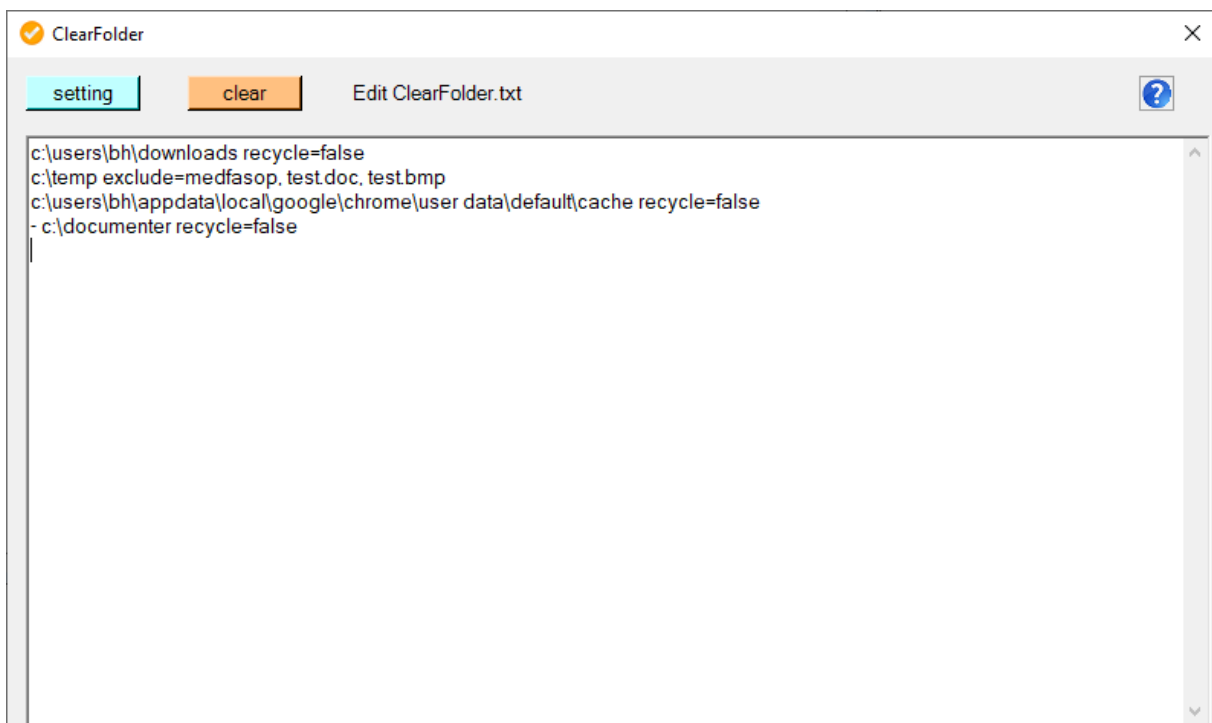 ClearFolder
setting clear Edit ClearFolder.txt
c:\users\bh\downloads recycle=false
c:\temp exclude=medfasop, test.doc, test.bmp
c:\users\bh\appdata\local\google\chrome\user data\default\cache recycle=false
- c:\documenter recycle=false